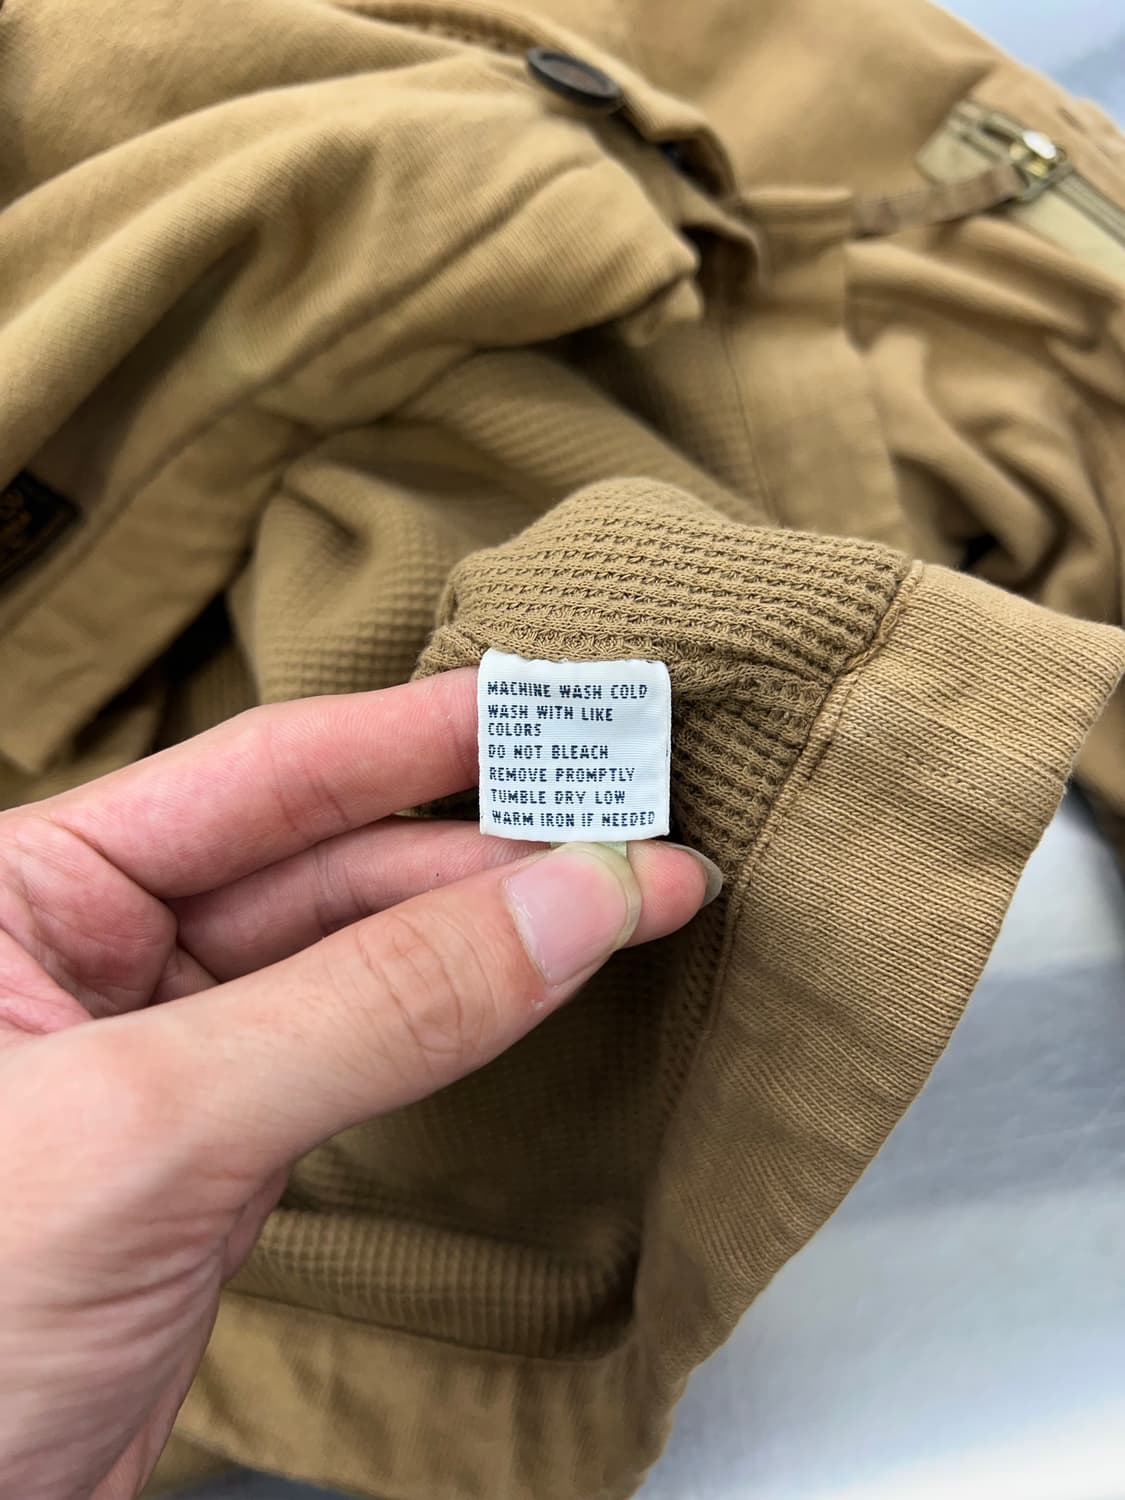 MACHINE WASH COLD
WASH WITH LIKE
COLORS
DO NOT BLEACH
REMOVE PROMPTLY
TUMBLE DRY LOW
WARM IRON IF NEEDED